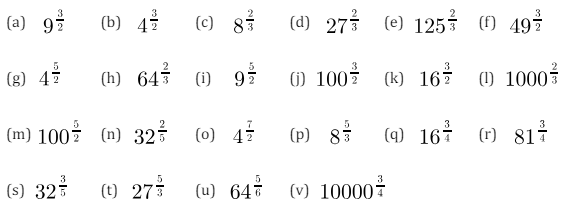 (a) 9^{3/2} (b) 4^{3/2} (c) 8^{2/3} (d) 27^{2/3} (e) 125^{2/3} (f) 49^{3/2}
(g) 4^{5/2} (h) 64^{2/3} (i) 9^{5/2} (j) 100^{3/2} (k) 16^{3/2} (l) 1000^{2/3}
(m) 100^{5/2} (n) 32^{2/5} (o) 4^{7/2} (p) 8^{5/3} (q) 16^{3/4} (r) 81^{3/4}
(s) 32^{3/5} (t) 27^{5/3} (u) 64^{5/6} (v) 10000^{3/4}